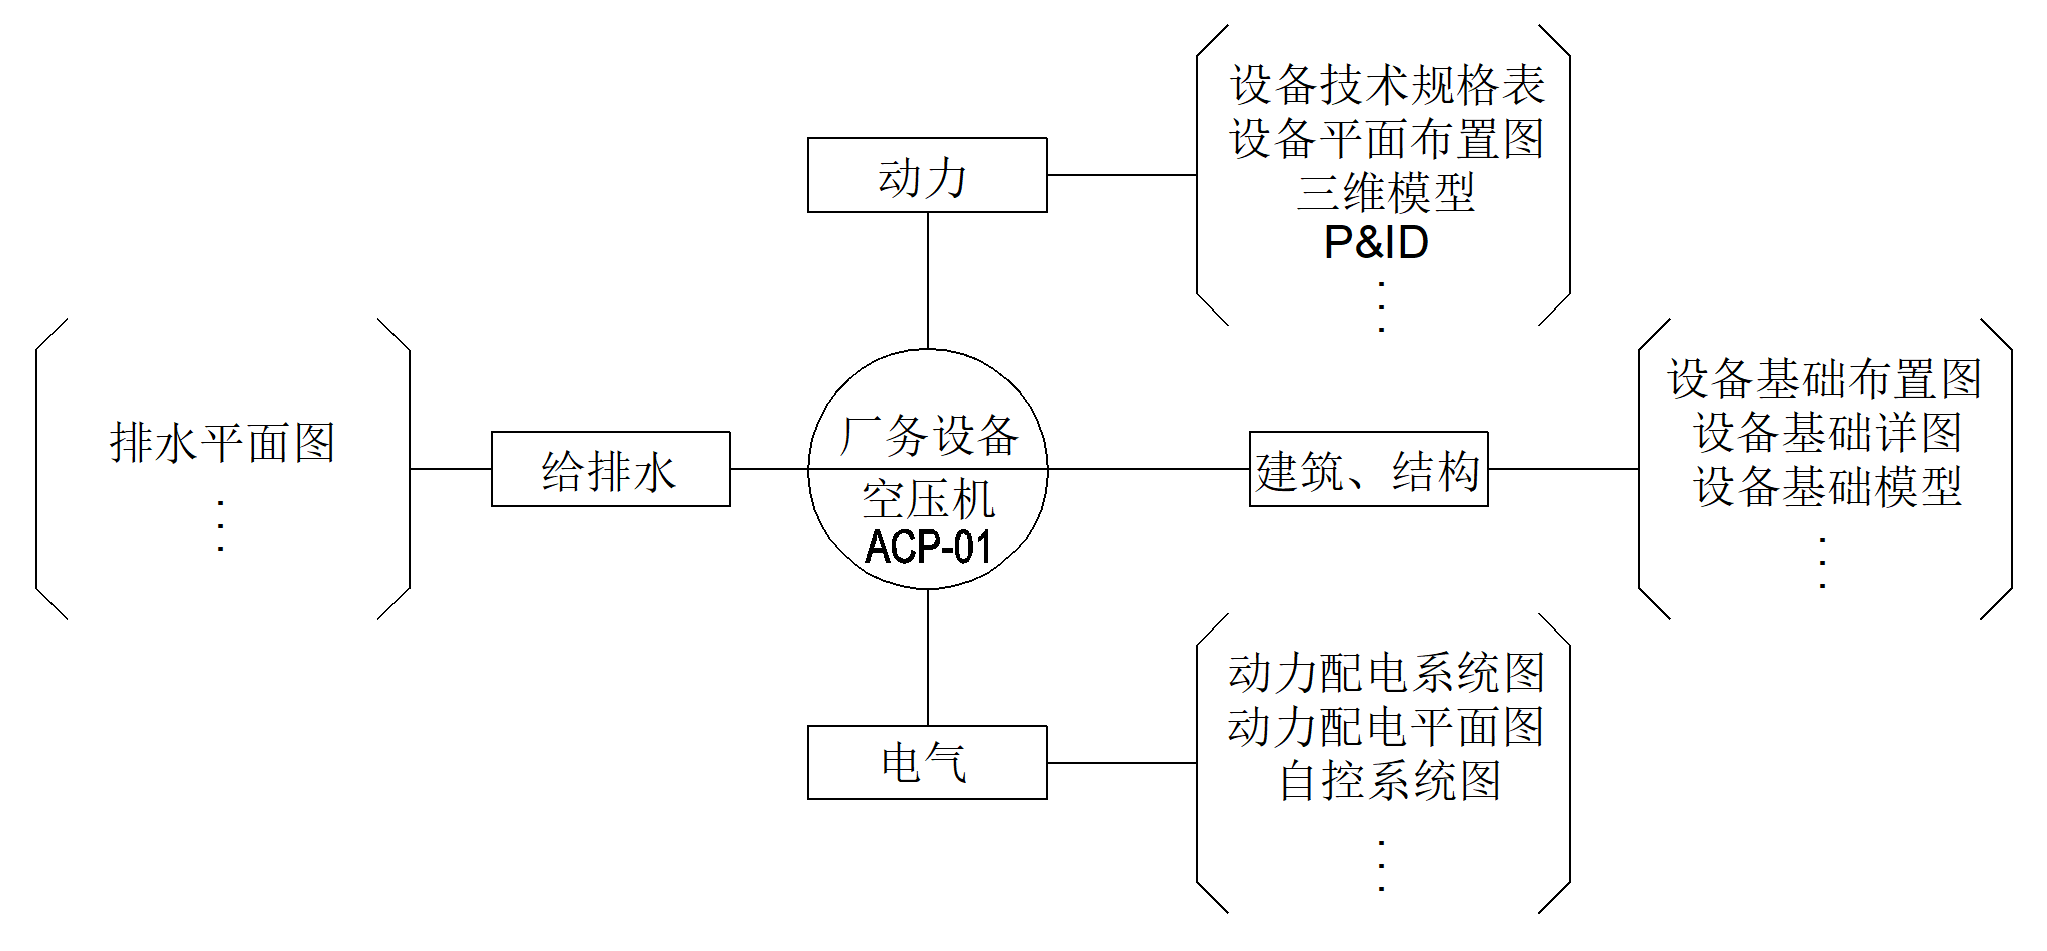 设备技术规格表
设备平面布置图
三维模型
P&ID
动力
排水平面图
给排水
厂务设备
空压机
ACP-01
建筑、结构
设备基础布置图
设备基础详图
设备基础模型
电气
动力配电系统图
动力配电平面图
自控系统图